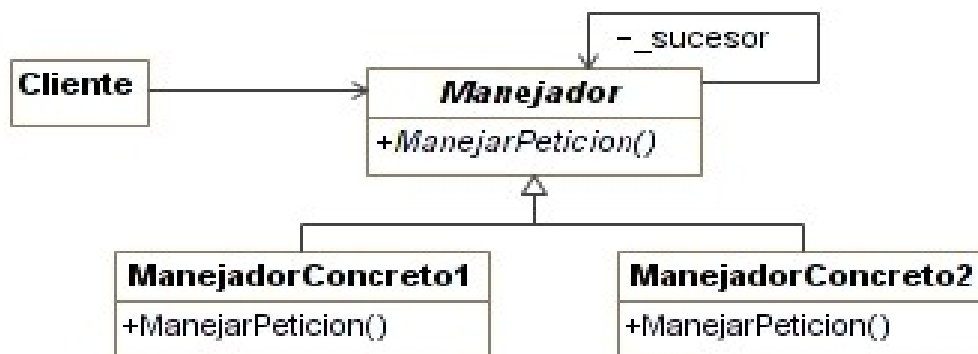 -_sucesor
Cliente
Manejador
+ManejarPeticion()
ManejadorConcreto1
+ManejarPeticion()
ManejadorConcreto2
+ManejarPeticion()